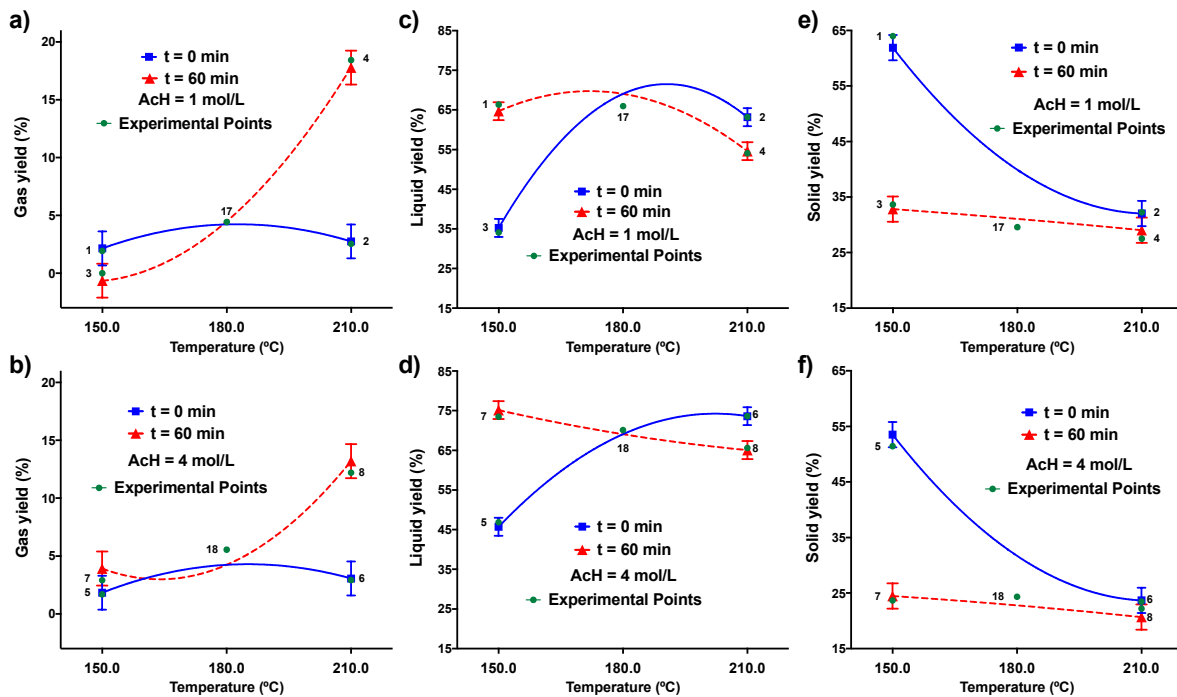 a)
Gas yield (%)
20
15
10
5
0
t = 0 min
t = 60 min
AcH = 1 mol/L
Experimental Points
1
2
3
4
17
150.0
180.0
210.0
Temperature (ºC)
c)
Liquid yield (%)
85
75
65
55
45
35
25
15
1
2
3
4
17
t = 0 min
t = 60 min
AcH = 1 mol/L
Experimental Points
150.0
180.0
210.0
Temperature (ºC)
e)
Solid yield (%)
65
55
45
35
25
15
t = 0 min
t = 60 min
AcH = 1 mol/L
Experimental Points
1
2
3
4
17
150.0
180.0
210.0
Temperature (ºC)
b)
Gas yield (%)
20
15
10
5
0
t = 0 min
t = 60 min
AcH = 4 mol/L
Experimental Points
5
6
7
8
18
150.0
180.0
210.0
Temperature (ºC)
d)
Liquid yield (%)
85
75
65
55
45
35
25
15
5
6
7
8
18
t = 0 min
t = 60 min
AcH = 4 mol/L
Experimental Points
150.0
180.0
210.0
Temperature (ºC)
f)
Solid yield (%)
65
55
45
35
25
15
t = 0 min
t = 60 min
AcH = 4 mol/L
Experimental Points
5
6
7
8
18
150.0
180.0
210.0
Temperature (ºC)